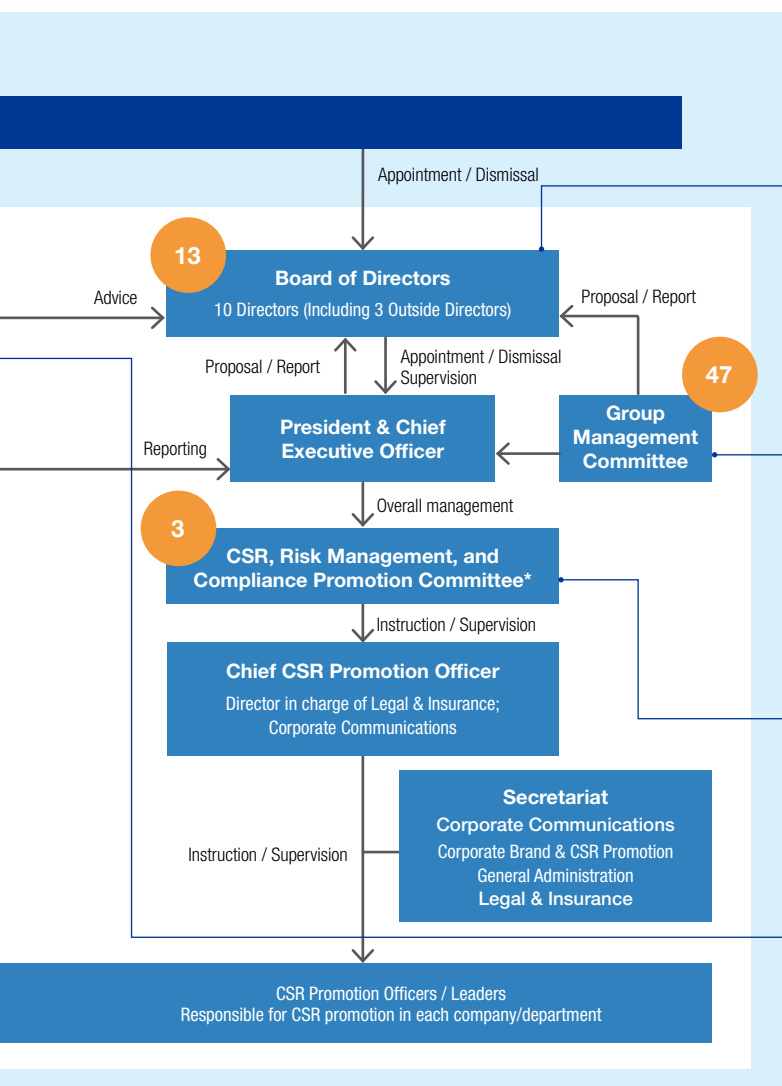 Appointment / Dismissal
13
Board of Directors
10 Directors (Including 3 Outside Directors)
Advice
Proposal / Report
Proposal / Report
Appointment / Dismissal
Supervision
47
President & Chief
Executive Officer
Group
Management
Committee
Reporting
Overall management
3
CSR, Risk Management, and
Compliance Promotion Committee*
Instruction / Supervision
Chief CSR Promotion Officer
Director in charge of Legal & Insurance;
Corporate Communications
Secretariat
Corporate Communications
Corporate Brand & CSR Promotion
General Administration
Legal & Insurance
Instruction / Supervision
CSR Promotion Officers / Leaders
Responsible for CSR promotion in each company/department